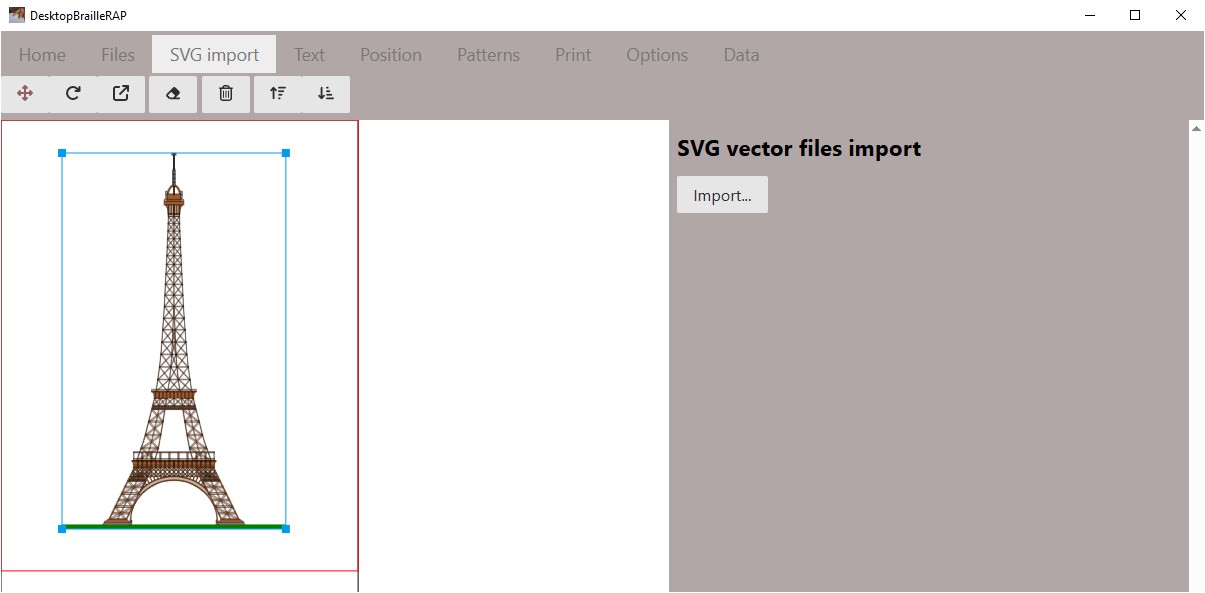 DesktopBrailleRAP
Home Files SVG import Text Position Patterns Print Options Data
SVG vector files import
Import...